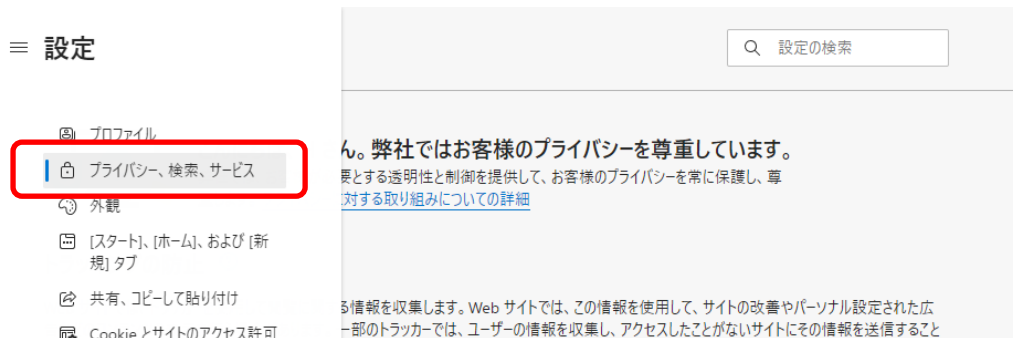 設定
設定の検索
プロファイル
プライバシー、検索、サービス
外観
[スタート]、[ホーム]、および [新
規] タブ
共有、コピーして貼り付け
Cookie とサイトのアクセス許可
ん。弊社ではお客様のプライバシーを尊重しています。
要とする透明性と制御を提供して、お客様のプライバシーを常に保護し、尊
対する取り組みについての詳細
る情報を収集します。Web サイトでは、この情報を使用して、サイトの改善やパーソナル設定された広
一部のトラッカーでは、ユーザーの情報を収集し、アクセスしたことがないサイトにその情報を送信すること